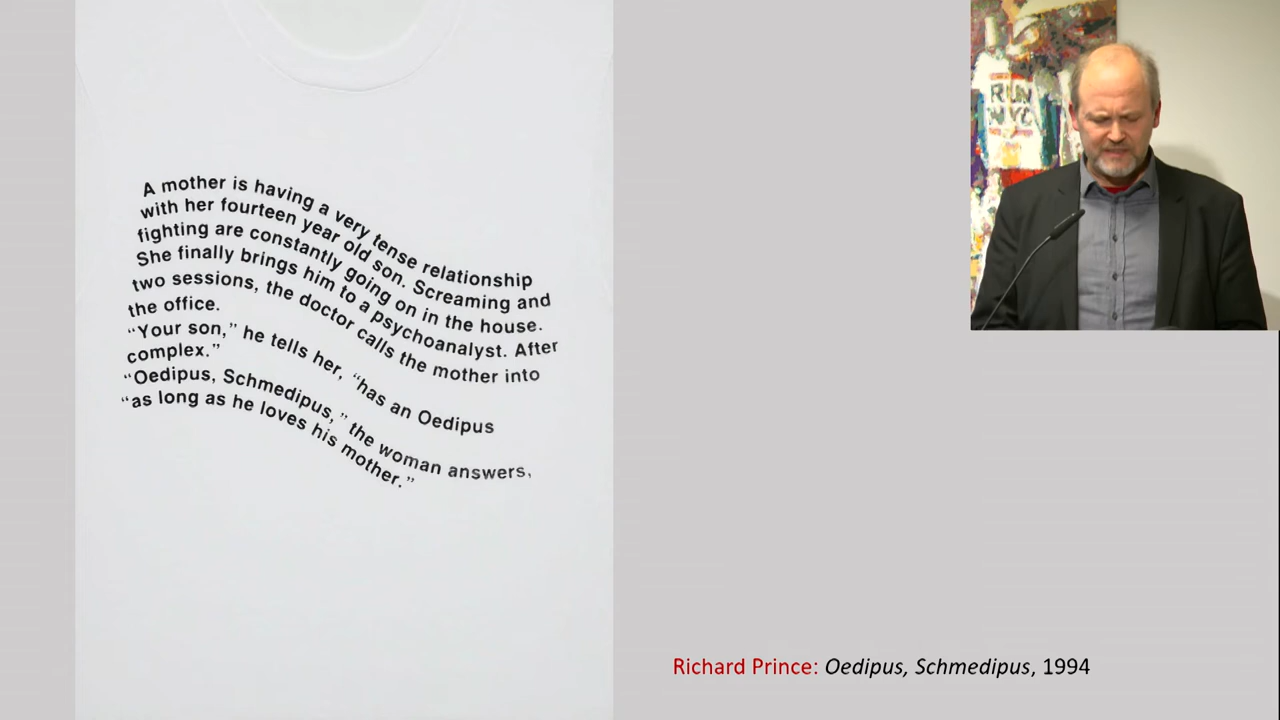 A mother is having a very tense relationship
with her fourteen year old son. Screaming and
fighting are constantly going on in the house.
She finally brings him to a psychoanalyst. After
two sessions, the doctor calls the mother into
the office.
“Your son,” he tells her, “has an Oedipus
complex.”
“Oedipus, Schmedipus,” the woman answers,
“as long as he loves his mother.”
RUN
NYC
Richard Prince: Oedipus, Schmedipus, 1994